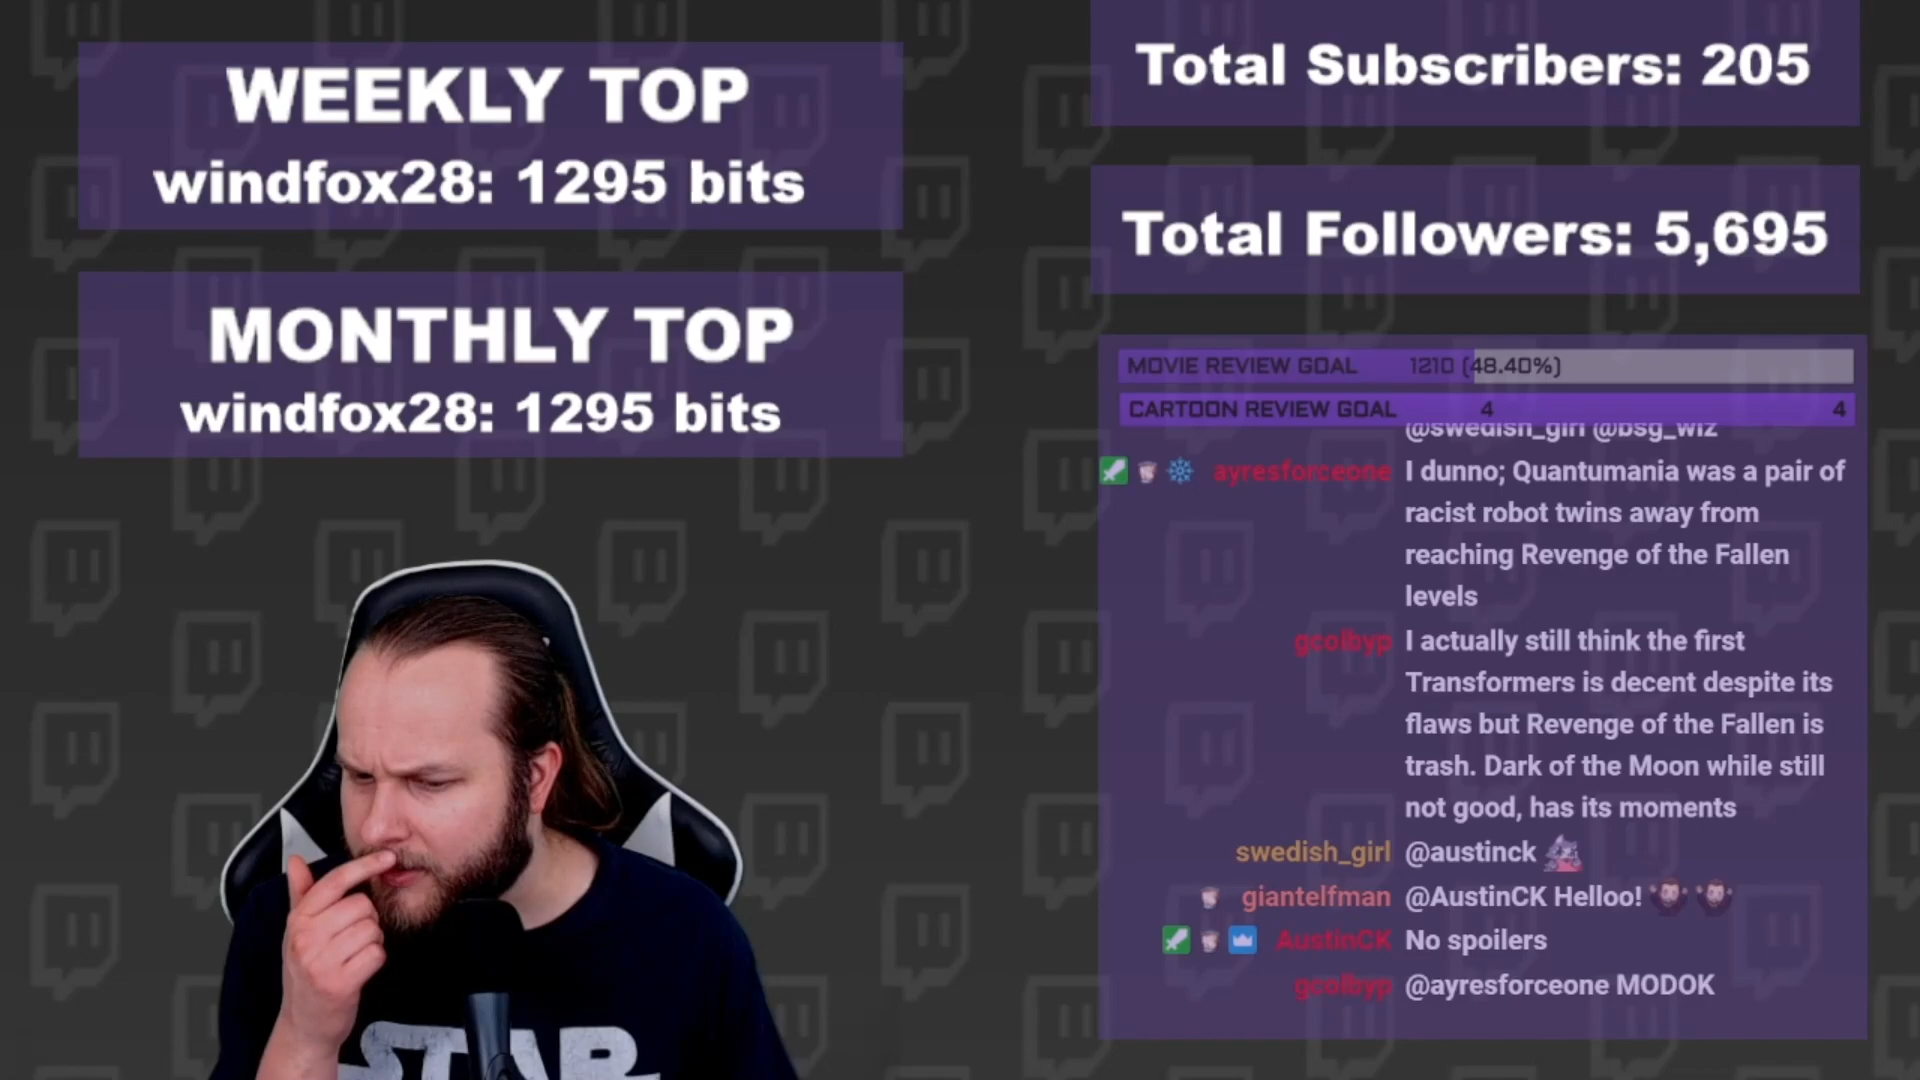 WEEKLY TOP
windfox28: 1295 bits
MONTHLY TOP
windfox28: 1295 bits
Total Subscribers: 205
Total Followers: 5,695
MOVIE REVIEW GOAL 1210 (48.40%)
CARTOON REVIEW GOAL 4 4
@swedish_girl @bsg_wiz
ayresforceone I dunno; Quantumania was a pair of
racist robot twins away from
reaching Revenge of the Fallen
levels
gcolbyp I actually still think the first
Transformers is decent despite its
flaws but Revenge of the Fallen is
trash. Dark of the Moon while still
not good, has its moments
swedish_girl @austinck
giantelfman @AustinCK Helloo!
AustinCK No spoilers
gcolbyp @ayresforceone MODOK
STAR